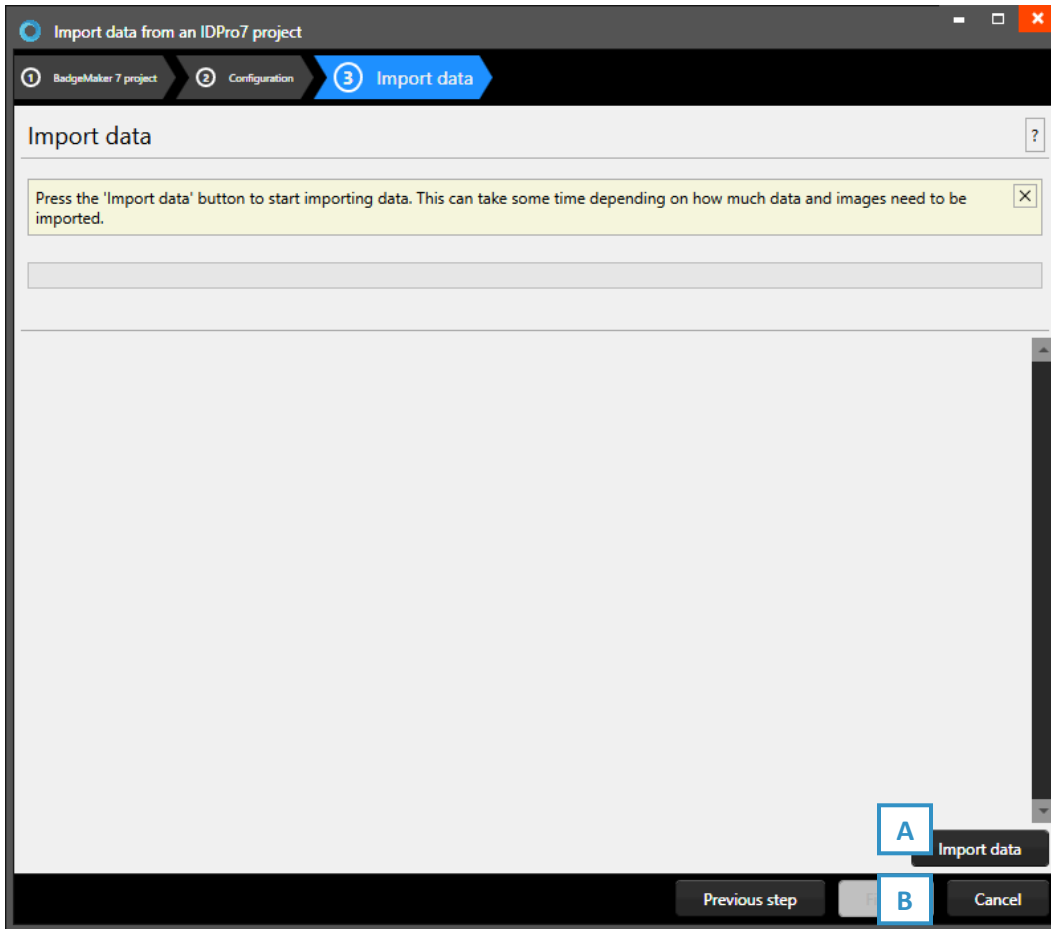 Import data from an IDPro7 project
1 BadgeMaker 7 project 2 Configuration 3 Import data
Import data ?
Press the 'Import data' button to start importing data. This can take some time depending on how much data and images need to be
imported.
A
Import data
Previous step B Cancel